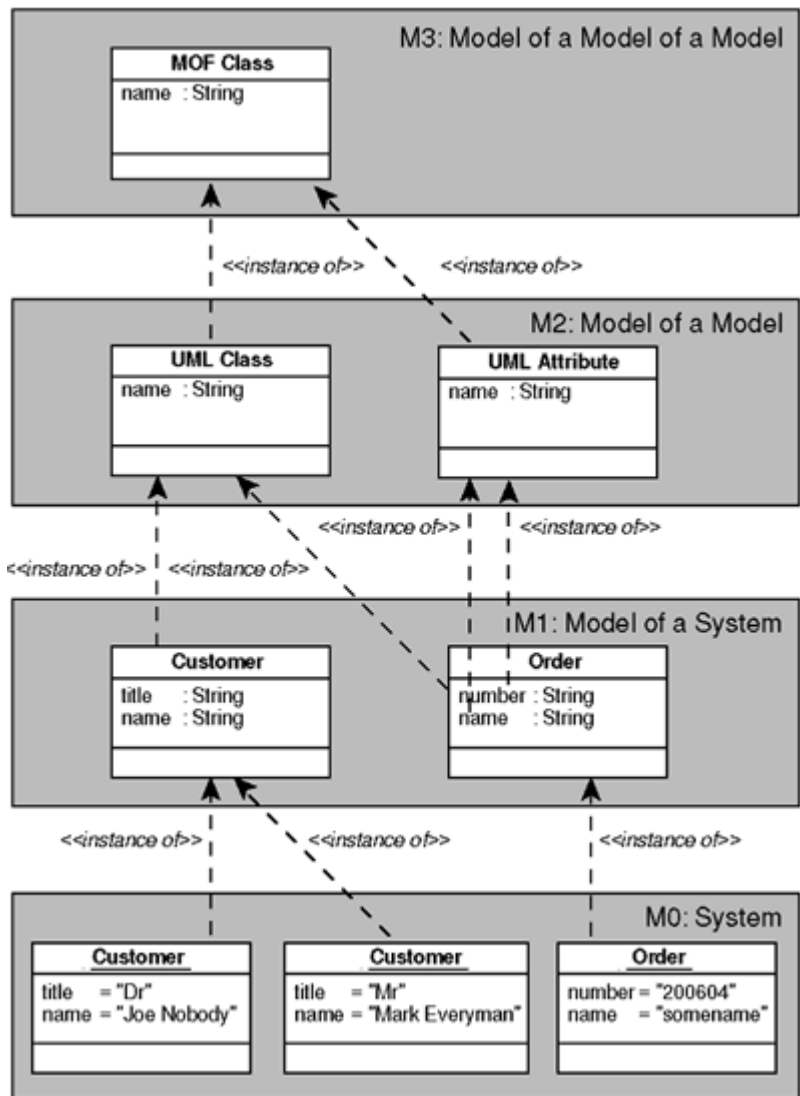 M3: Model of a Model of a Model
MOF Class
name : String
<<instance of>>
<<instance of>>
M2: Model of a Model
UML Class
name : String
UML Attribute
name : String
<<instance of>>
<<instance of>>
<<instance of>>
<<instance of>>
M1: Model of a System
Customer
title : String
name : String
Order
number : String
name : String
<<instance of>>
<<instance of>>
<<instance of>>
M0: System
Customer
title = "Dr"
name = "Joe Nobody"
Customer
title = "Mr"
name = "Mark Everyman"
Order
number = "200604"
name = "somename"